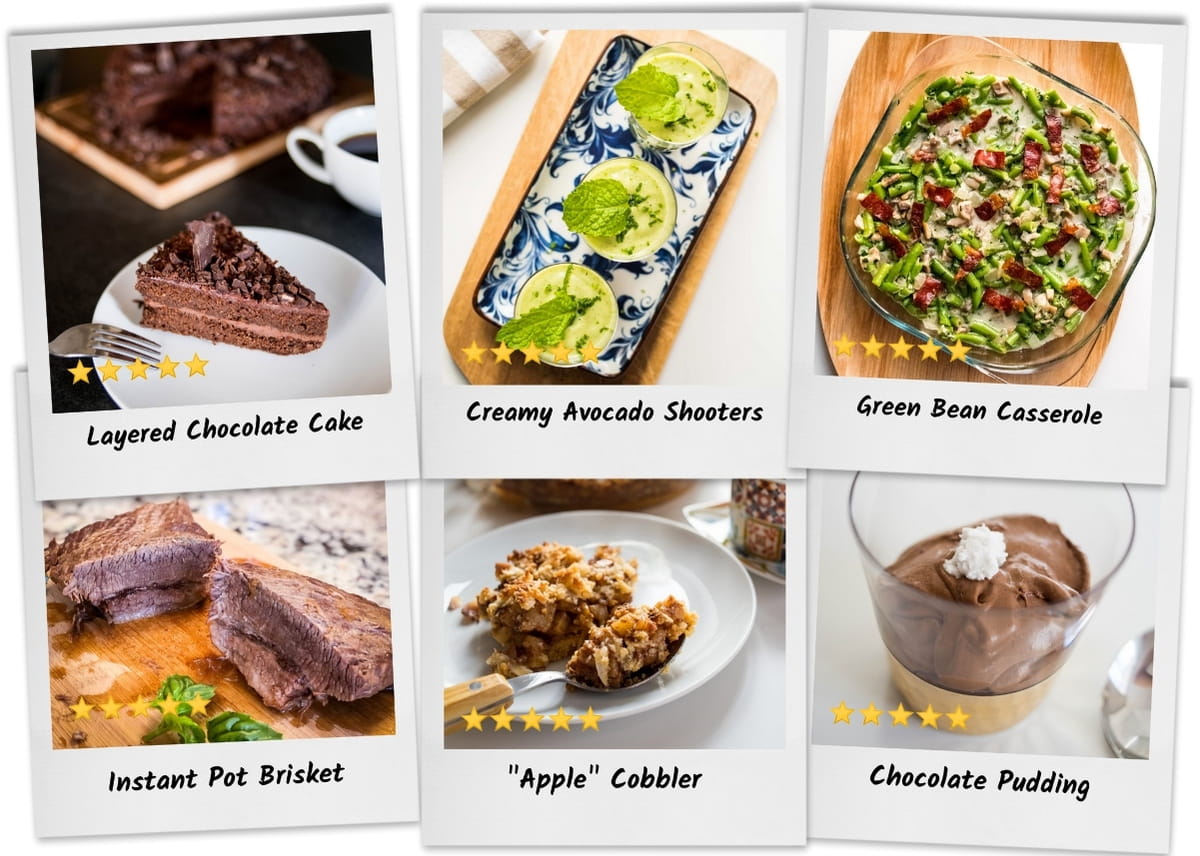 Layered Chocolate Cake
Creamy Avocado Shooters
Green Bean Casserole
Instant Pot Brisket
"Apple" Cobbler
Chocolate Pudding